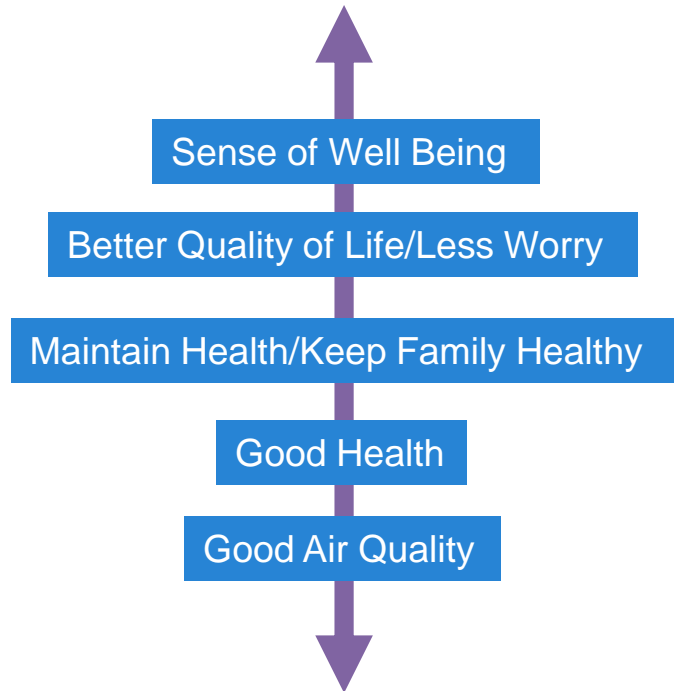 Sense of Well Being
Better Quality of Life/Less Worry
Maintain Health/Keep Family Healthy
Good Health
Good Air Quality